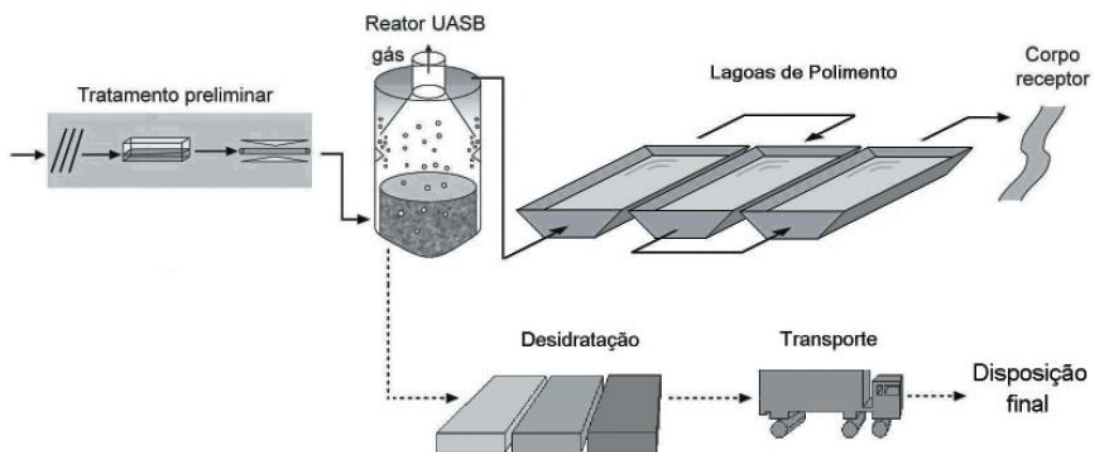 Reator UASB
gás
Corpo
receptor
Lagoas de Polimento
Tratamento preliminar
Desidratação
Transporte
Disposição
final